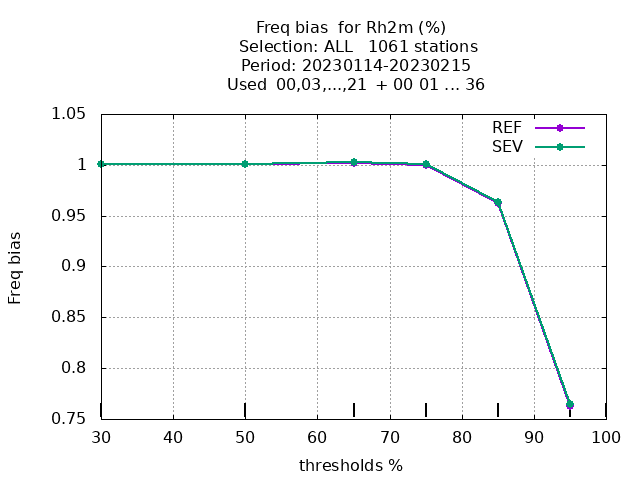 Freq bias  for Rh2m (%)
Selection: ALL   1061 stations
Period: 20230114-20230215
Used  00,03,...,21  + 00 01 ... 36
1.05
1
0.95
0.9
0.85
0.8
0.75
Freq bias
REF
SEV
30 40 50 60 70 80 90 100
thresholds %